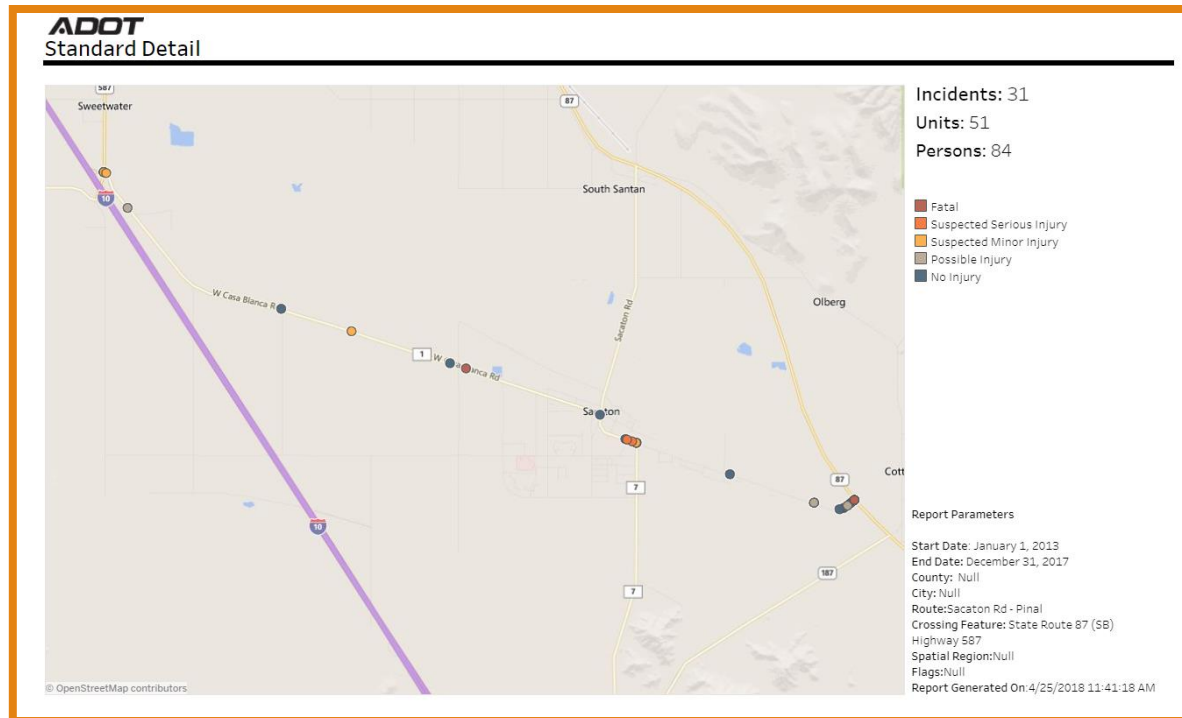 ADOT
Standard Detail
587
Sweetwater
87
South Santan
10
W Casa Blanca R
Olberg
Sacaton Rd
1
W
anca Rd
Sa
ton
Cott
87
7
10
187
7
© OpenStreetMap contributors
Incidents: 31
Units: 51
Persons: 84
Fatal
Suspected Serious Injury
Suspected Minor Injury
Possible Injury
No Injury
Report Parameters
Start Date: January 1, 2013
End Date: December 31, 2017
County: Null
City: Null
Route:Sacaton Rd - Pinal
Crossing Feature: State Route 87 (SB)
Highway 587
Spatial Region:Null
Flags:Null
Report Generated On:4/25/2018 11:41:18 AM